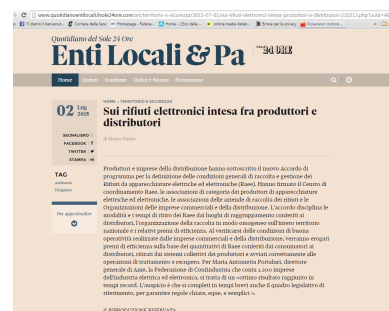 www.quotidianoentilocali.ilsole24ore.com
Quotidiano del Sole 24 Ore
Enti Locali & Pa
24 ORE
Home
02 Lug
2015
HOME › TERRITORIO E SICUREZZA
Sui rifiuti elettronici intesa fra produttori e
distributori
SEGNALIBRO
FACEBOOK
TWITTER
STAMPA
TAG
Per approfondire
Produttori e imprese della distribuzione hanno sottoscritto il nuovo Accordo di
programma per la definizione delle condizioni generali di raccolta e gestione dei
Rifiuti da apparecchiature elettriche ed elettroniche (Raee). Hanno firmato il Centro di
coordinamento Raee, le associazioni di categoria dei produttori di apparecchiature
elettriche ed elettroniche, le associazioni delle aziende di raccolta dei rifiuti e le
Organizzazioni delle imprese commerciali e della distribuzione. L'accordo disciplina le
modalità e i tempi di ritiro dei Raee dai luoghi di raggruppamento conferiti ai
distributori, l'organizzazione della raccolta in modo omogeneo sull'intero territorio
nazionale e i relativi premi di efficienza. Al verificarsi delle condizioni di buona
operatività realizzate dalle imprese commerciali e della distribuzione, verranno erogati
premi di efficienza sulla base dei quantitativi di Raee conferiti dai consumatori ai
distributori, ritirati dai sistemi collettivi dei produttori e avviati correttamente alle
operazioni di trattamento e recupero. Per Maria Antonietta Portaluri, direttore
generale di Anie, la Federazione di Confindustria che conta 1.200 imprese
dell'industria elettrica ed elettronica, si tratta di un «ottimo risultato raggiunto in
tempi record. L'auspicio è che si completi in tempi brevi anche il quadro legislativo di
riferimento, per garantire regole chiare, eque, e semplici ».
© RIPRODUZIONE RISERVATA